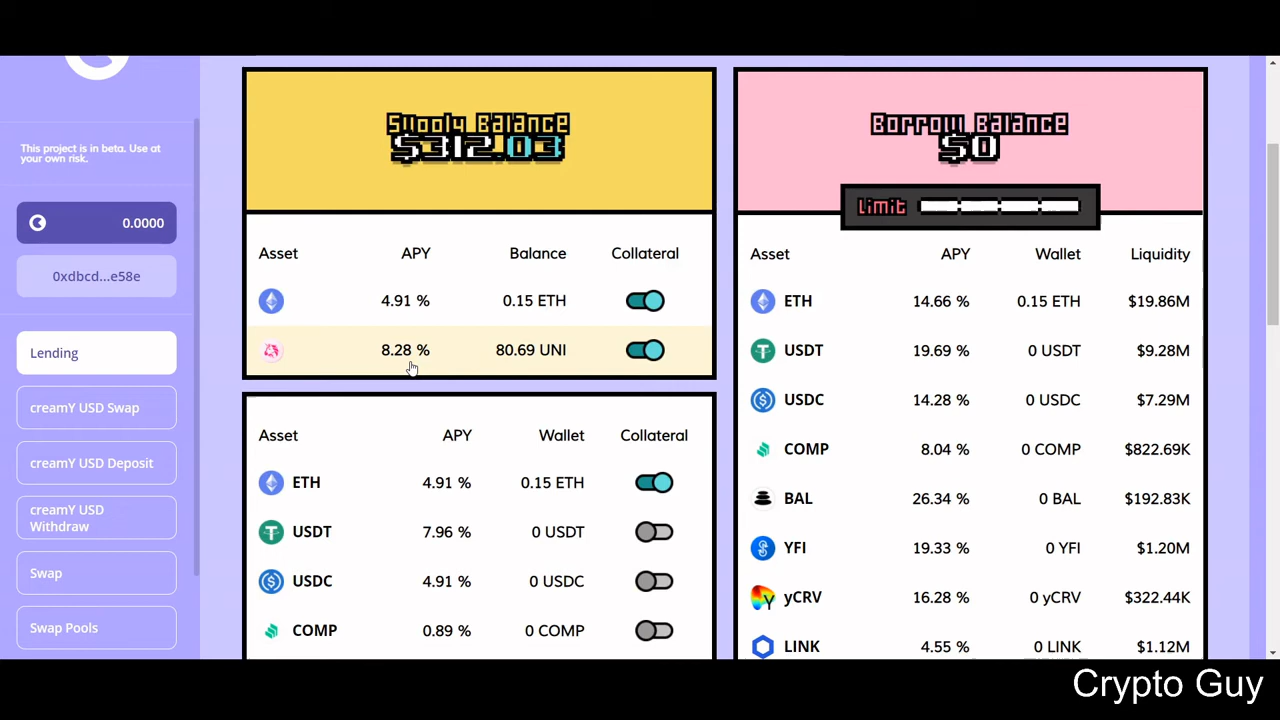 This project is in beta. Use at
your own risk.
0.0000
0xdbcd...e58e
Lending
creamY USD Swap
creamY USD Deposit
creamY USD
Withdraw
Swap
Swap Pools
Supply Balance
$312.03
Asset APY Balance Collateral
4.91 % 0.15 ETH
8.28 % 80.69 UNI
Asset APY Wallet Collateral
ETH 4.91 % 0.15 ETH
USDT 7.96 % 0 USDT
USDC 4.91 % 0 USDC
COMP 0.89 % 0 COMP
Borrow Balance
$0
Limit
Asset APY Wallet Liquidity
ETH 14.66 % 0.15 ETH $19.86M
USDT 19.69 % 0 USDT $9.28M
USDC 14.28 % 0 USDC $7.29M
COMP 8.04 % 0 COMP $822.69K
BAL 26.34 % 0 BAL $192.83K
YFI 19.33 % 0 YFI $1.20M
yCRV 16.28 % 0 yCRV $322.44K
LINK 4.55 % 0 LINK $1.12M
Crypto Guy